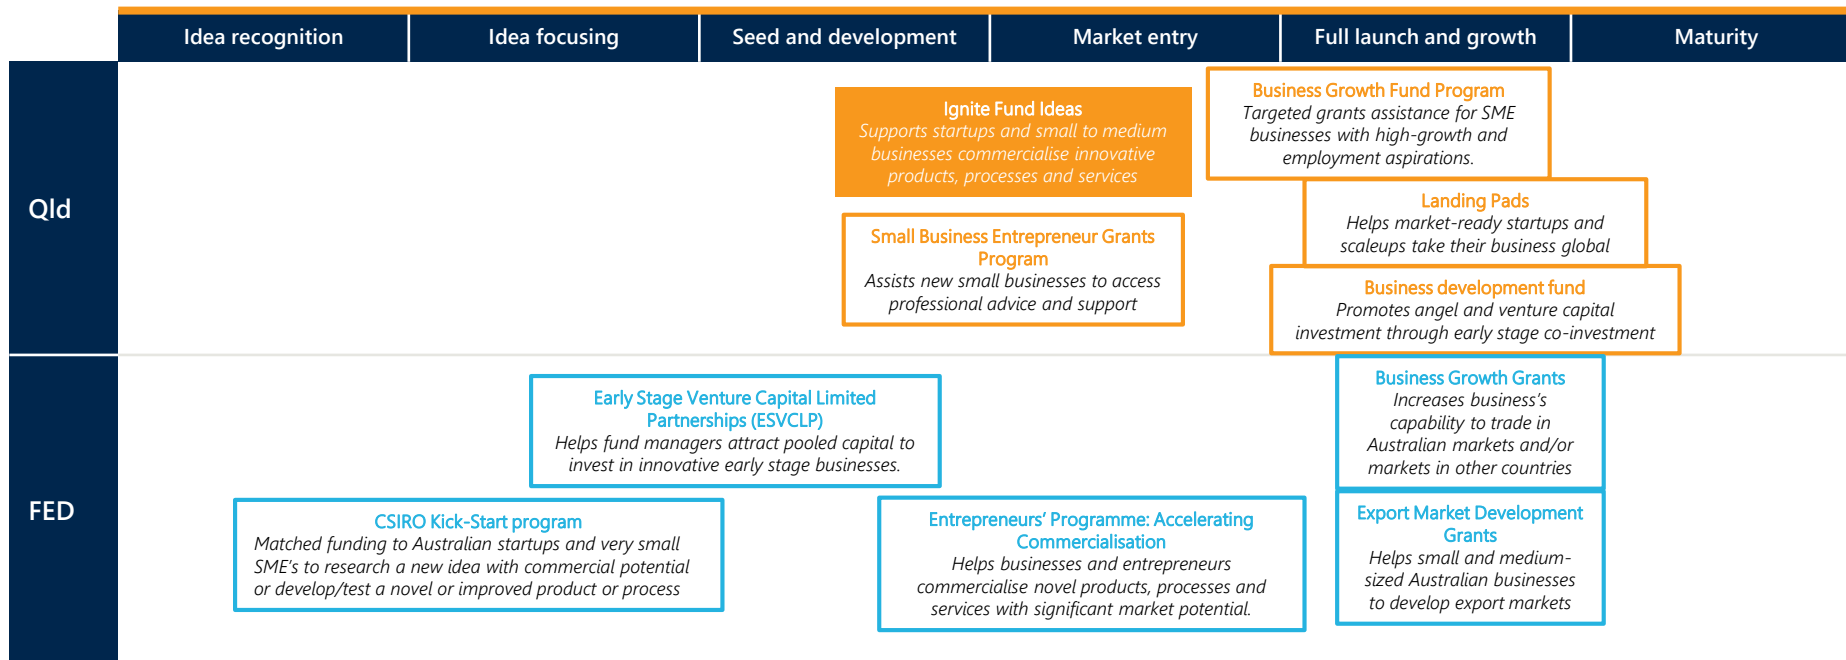 Idea recognition
Idea focusing
Seed and development
Market entry
Full launch and growth
Maturity
Qld
Ignite Fund Ideas
Supports startups and small to medium
businesses commercialise innovative
products, processes and services
Small Business Entrepreneur Grants
Program
Assists new small businesses to access
professional advice and support
Business Growth Fund Program
Targeted grants assistance for SME
businesses with high-growth and
employment aspirations.
Landing Pads
Helps market-ready startups and
scaleups take their business global
Business development fund
Promotes angel and venture capital
investment through early stage co-investment
FED
Early Stage Venture Capital Limited
Partnerships (ESVCLP)
Helps fund managers attract pooled capital to
invest in innovative early stage businesses.
CSIRO Kick-Start program
Matched funding to Australian startups and very small
SME's to research a new idea with commercial potential
or develop/test a novel or improved product or process
Entrepreneurs' Programme: Accelerating
Commercialisation
Helps businesses and entrepreneurs
commercialise novel products, processes and
services with significant market potential.
Business Growth Grants
Increases business's
capability to trade in
Australian markets and/or
markets in other countries
Export Market Development
Grants
Helps small and medium-
sized Australian businesses
to develop export markets